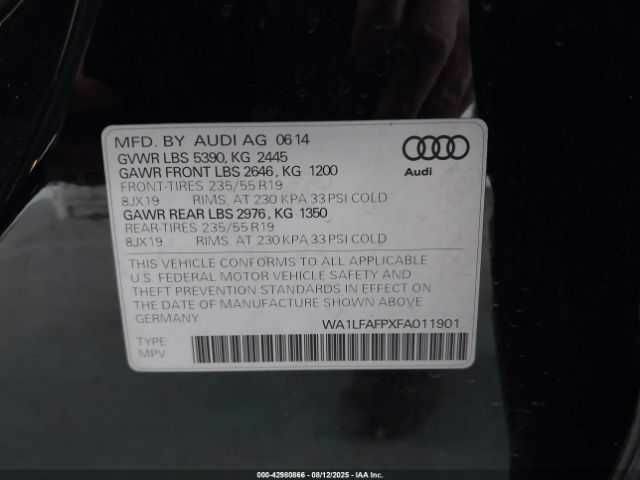 MFD. BY AUDI AG 06 14
GVWR LBS 5390, KG 2445
GAWR FRONT LBS 2646, KG 1200
FRONT-TIRES 235/55 R19
8JX19 RIMS, AT 230 KPA 33 PSI COLD
GAWR REAR LBS 2976, KG 1350
REAR-TIRES 235/55 R19
8JX19 RIMS, AT 230 KPA 33 PSI COLD
Audi
THIS VEHICLE CONFORMS TO ALL APPLICABLE
U.S. FEDERAL MOTOR VEHICLE SAFETY AND
THEFT PREVENTION STANDARDS IN EFFECT ON
THE DATE OF MANUFACTURE SHOWN ABOVE.
GERMANY
WA1LFAFPXFA011901
TYPE
MPV
000-42980866 - 08/12/2025 - IAA Inc.